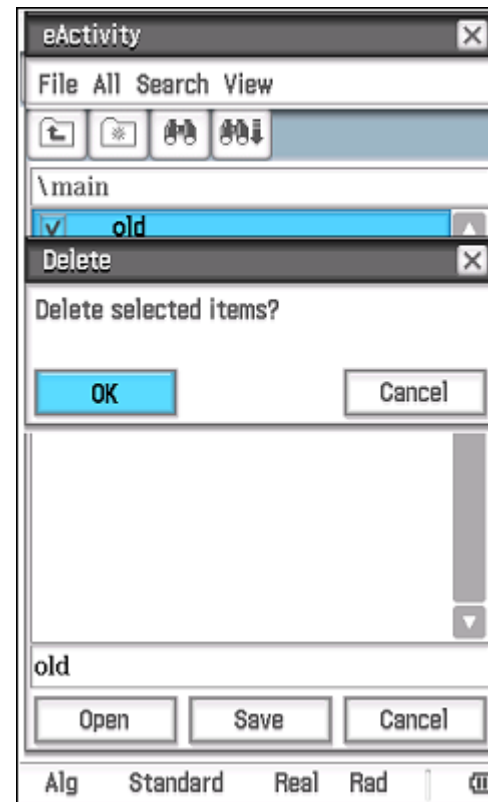 eActivity
File All Search View
\main
old
Delete
Delete selected items?
OK Cancel
old
Open Save Cancel
Alg Standard Real Rad